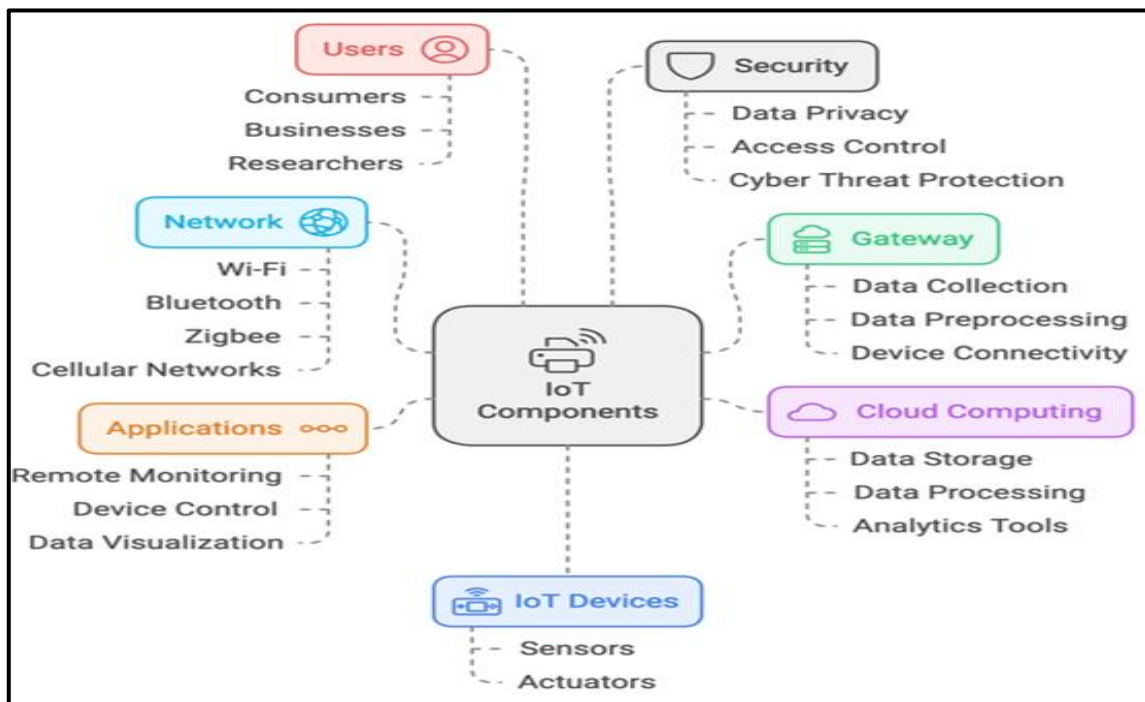 Users
Consumers
Businesses
Researchers
Security
Data Privacy
Access Control
Cyber Threat Protection
Network
Wi-Fi
Bluetooth
Zigbee
Cellular Networks
Gateway
Data Collection
Data Preprocessing
Device Connectivity
IoT
Components
Applications
Remote Monitoring
Device Control
Data Visualization
Cloud Computing
Data Storage
Data Processing
Analytics Tools
IoT Devices
Sensors
Actuators